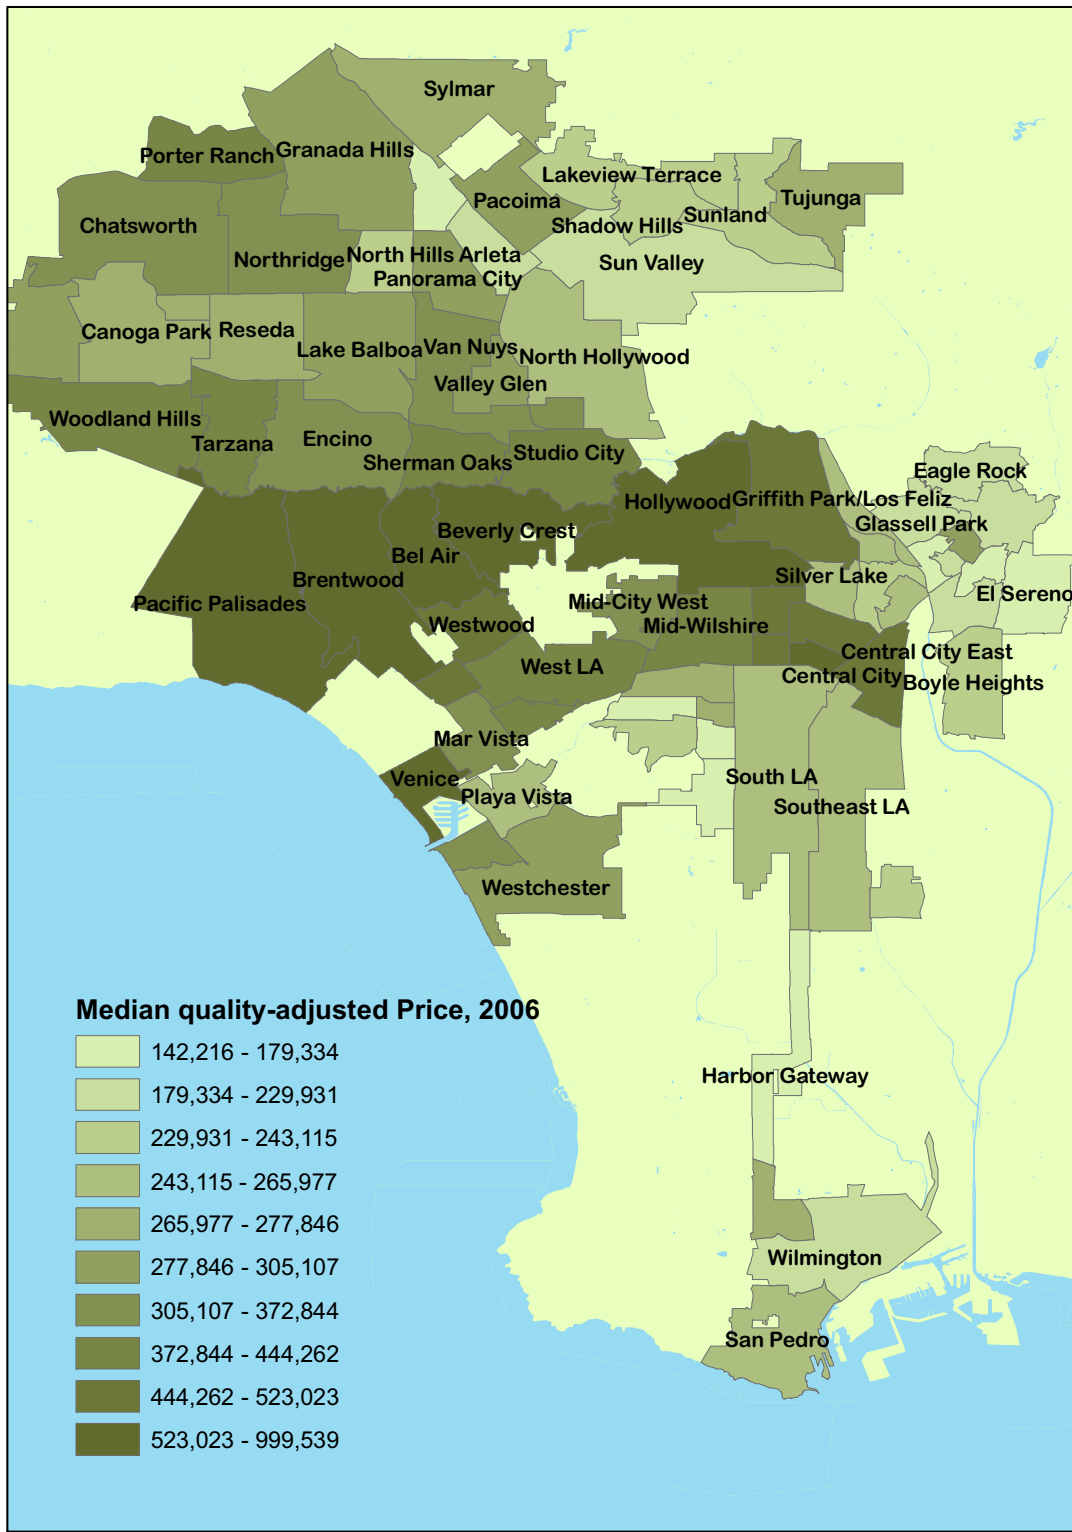 Sylmar
Porter Ranch
Granada Hills
Lakeview Terrace
Pacoima
Tujunga
Chatsworth
Shadow Hills
Sunland
Northridge
North Hills
Arleta
Sun Valley
Panorama City
Canoga Park
Reseda
Lake Balboa
Van Nuys
North Hollywood
Valley Glen
Woodland Hills
Tarzana
Encino
Sherman Oaks
Studio City
Eagle Rock
Hollywood
Griffith Park/Los Feliz
Glassell Park
Beverly Crest
Bel Air
Brentwood
Silver Lake
El Sereno
Pacific Palisades
Mid-City West
Westwood
Mid-Wilshire
Central City East
West LA
Central City
Boyle Heights
Mar Vista
Venice
South LA
Playa Vista
Southeast LA
Westchester
Median quality-adjusted Price, 2006
142,216 - 179,334
179,334 - 229,931
229,931 - 243,115
243,115 - 265,977
265,977 - 277,846
277,846 - 305,107
305,107 - 372,844
372,844 - 444,262
444,262 - 523,023
523,023 - 999,539
Harbor Gateway
Wilmington
San Pedro